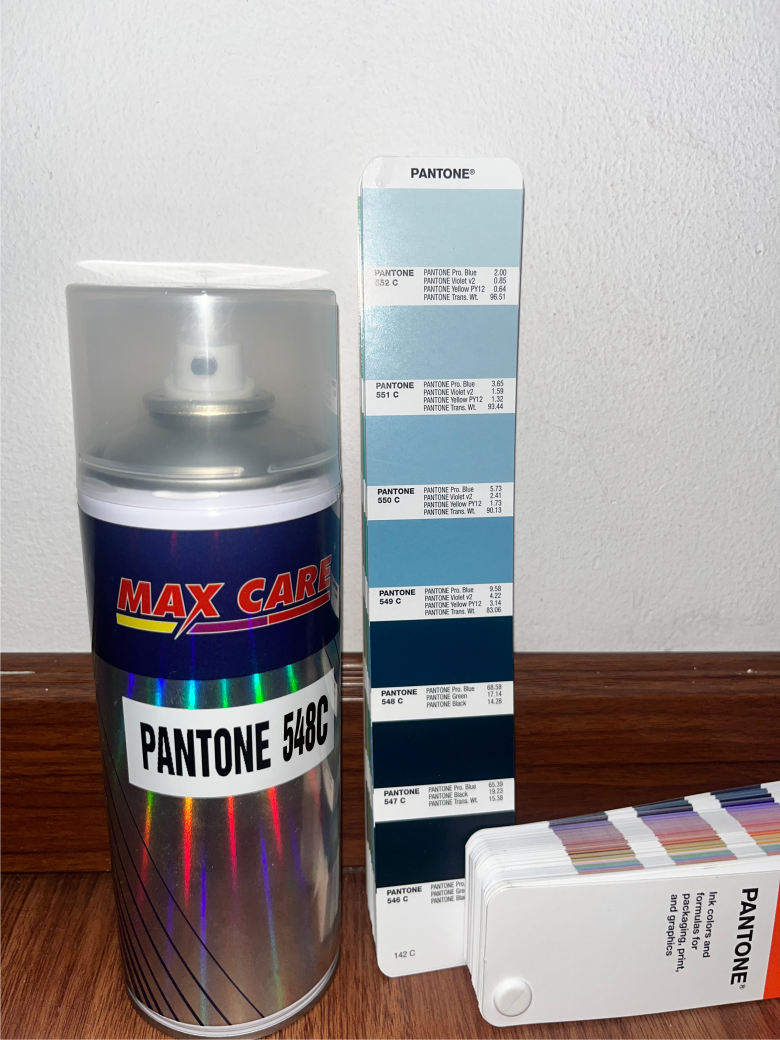 MAX CARE
PANTONE 548C
PANTONE®
PANTONE 552 C
PANTONE Pro. Blue 2.00
PANTONE Violet v2 0.85
PANTONE Yellow PY12 0.64
PANTONE Trans. Wt. 96.51
PANTONE 551 C
PANTONE Pro. Blue 3.65
PANTONE Violet v2 1.59
PANTONE Yellow PY12 1.32
PANTONE Trans. Wt. 93.44
PANTONE 550 C
PANTONE Pro. Blue 5.73
PANTONE Violet v2 2.41
PANTONE Yellow PY12 1.73
PANTONE Trans. Wt. 90.13
PANTONE 549 C
PANTONE Pro. Blue 9.58
PANTONE Violet v2 4.22
PANTONE Yellow PY12 3.14
PANTONE Trans. Wt. 83.06
PANTONE 548 C
PANTONE Pro. Blue 68.58
PANTONE Green 17.14
PANTONE Black 14.28
PANTONE 547 C
PANTONE Pro. Blue 65.39
PANTONE Black 19.23
PANTONE Trans. Wt. 15.38
PANTONE 546 C
PANTONE Pro.
PANTONE
PANTONE
142 C
PANTONE®
Ink colors and
formulas for
packaging, print,
and graphics